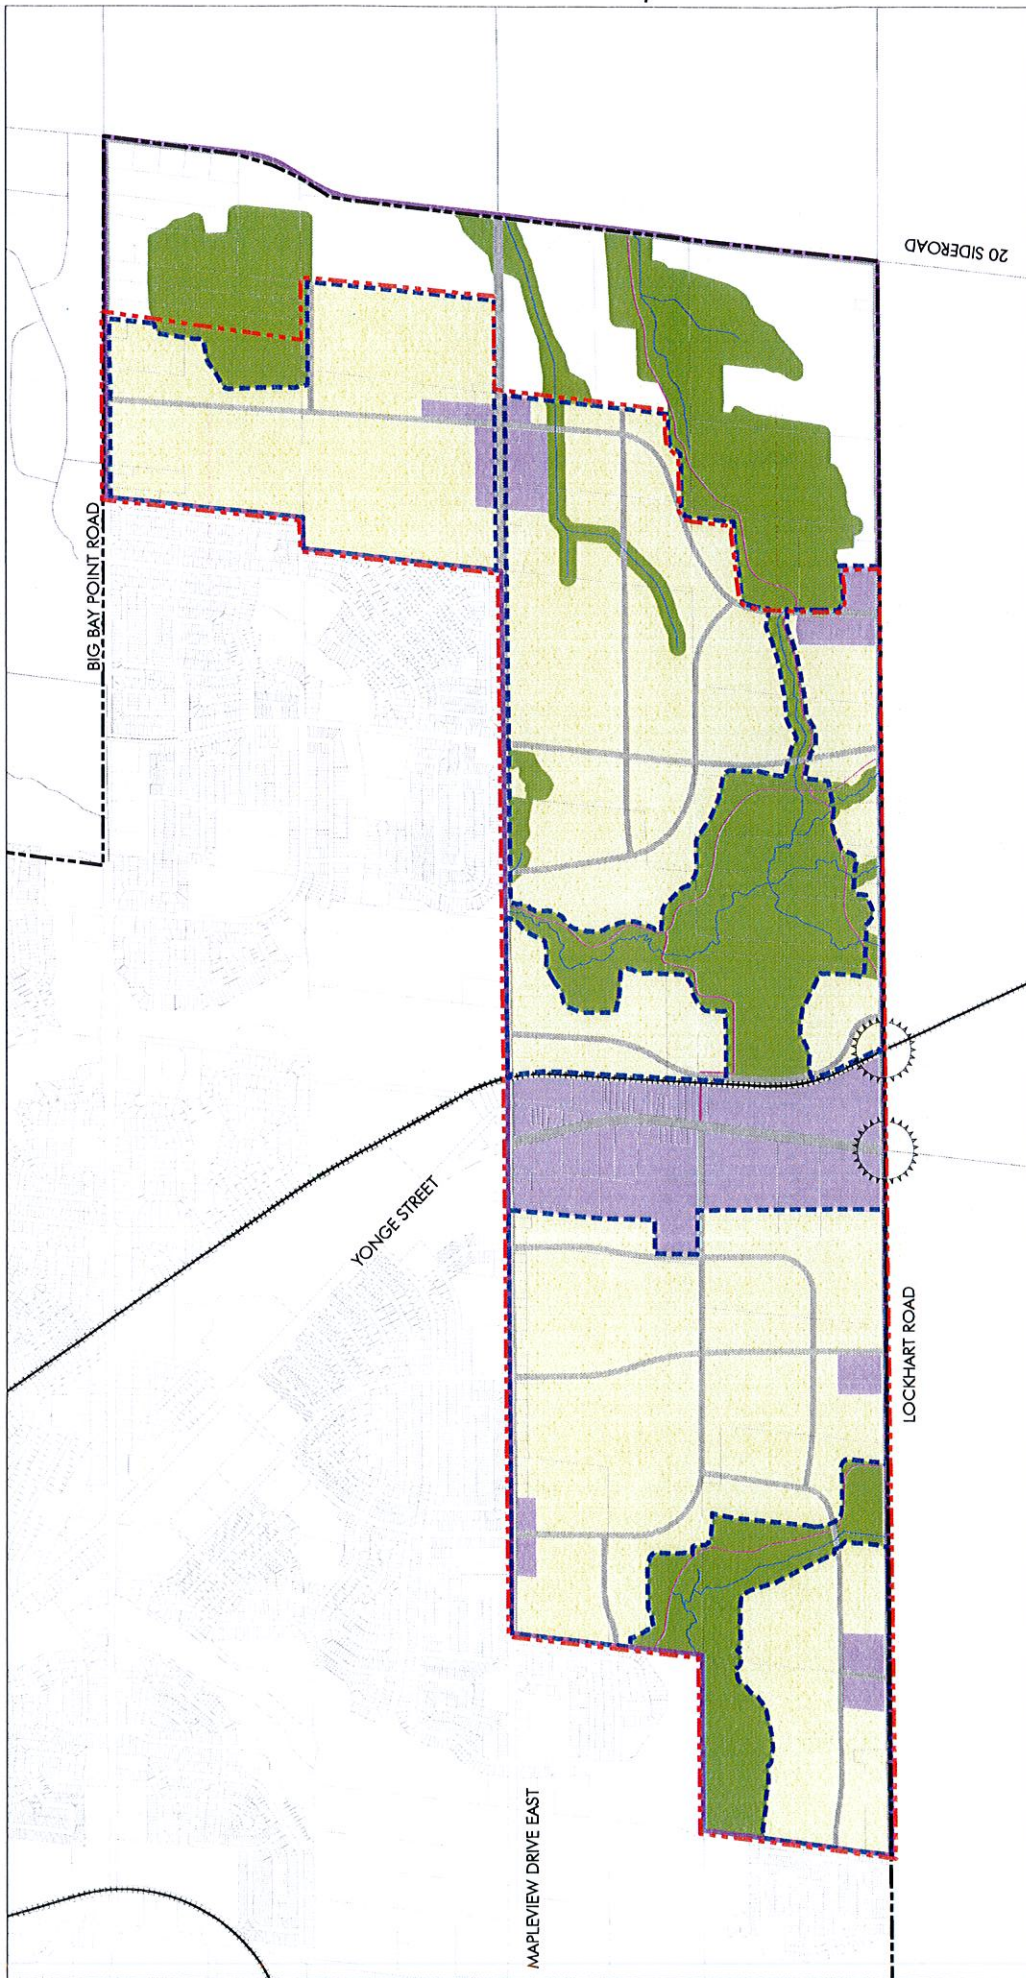 20 SIDEROAD
BIG BAY POINT ROAD
YONGE STREET
LOCKHART ROAD
MAPLEVIEW DRIVE EAST